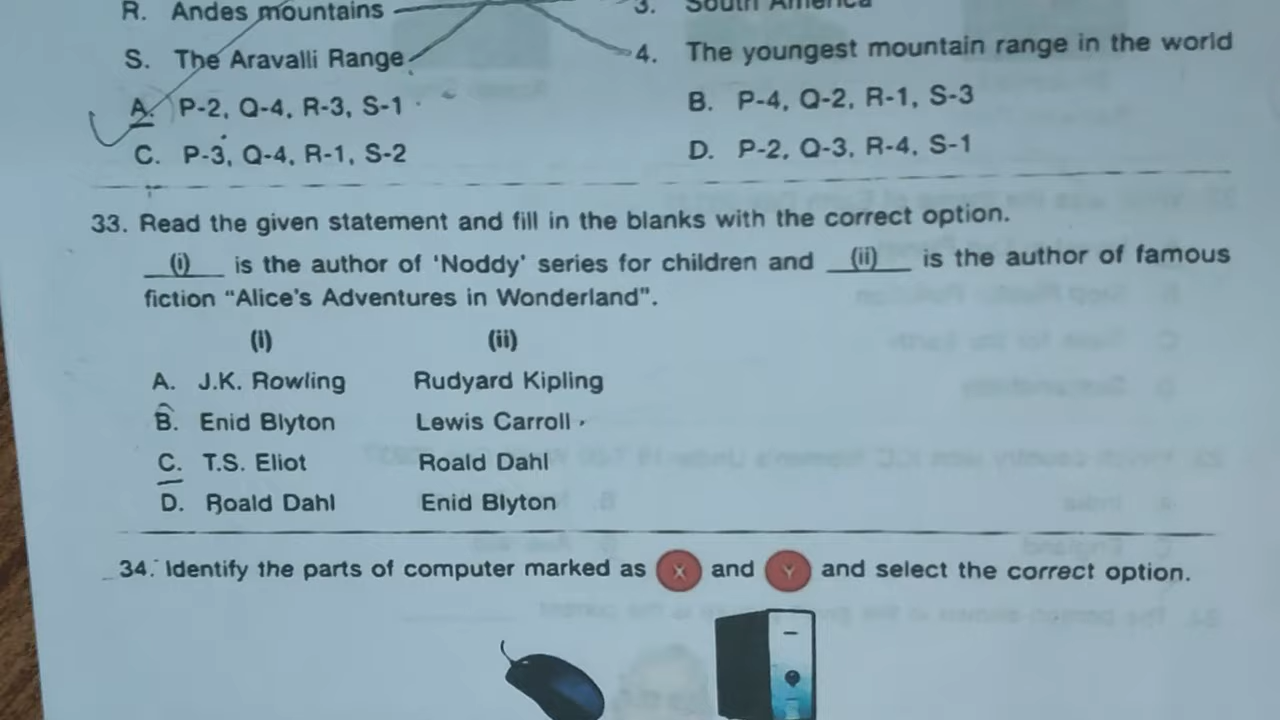 R. Andes mountains 3. South America
S. The Aravalli Range 4. The youngest mountain range in the world
A. P-2, Q-4, R-3, S-1 B. P-4, Q-2, R-1, S-3
C. P-3, Q-4, R-1, S-2 D. P-2, Q-3, R-4, S-1
33. Read the given statement and fill in the blanks with the correct option.
(i) is the author of ‘Noddy’ series for children and (ii) is the author of famous
fiction “Alice’s Adventures in Wonderland”.
(i) (ii)
A. J.K. Rowling Rudyard Kipling
B. Enid Blyton Lewis Carroll
C. T.S. Eliot Roald Dahl
D. Roald Dahl Enid Blyton
34. Identify the parts of computer marked as X and Y and select the correct option.